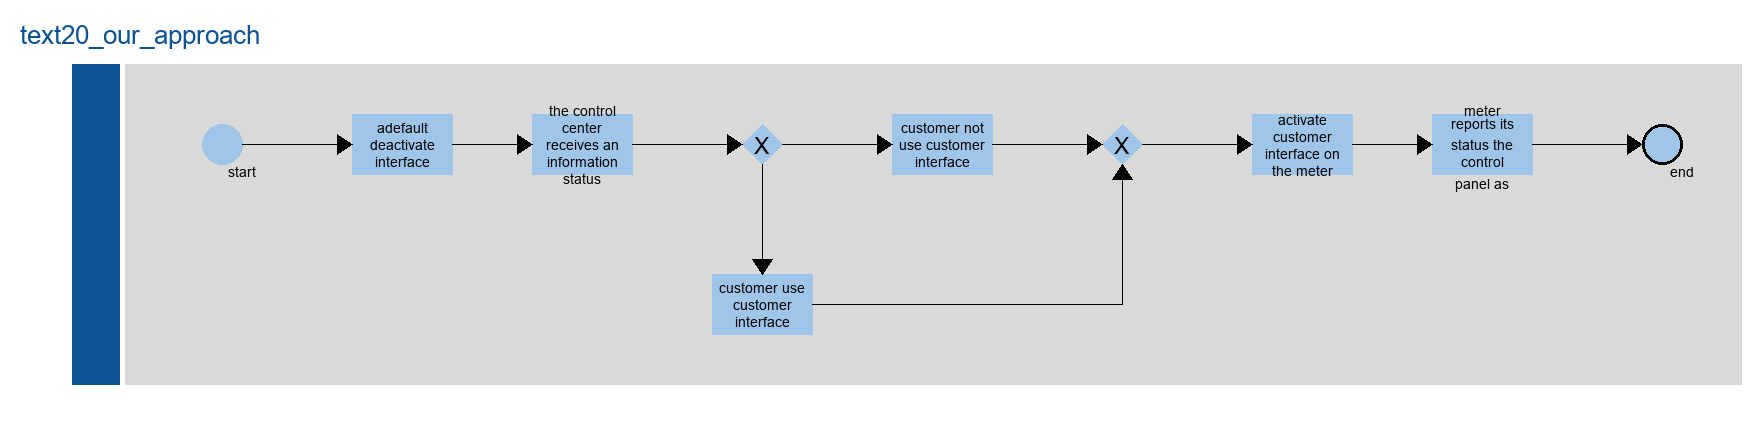 text20_our_approach
start
adefault
deactivate
interface
the control
center
receives an
information
status
X
customer not
use customer
interface
customer use
customer
interface
X
activate
customer
interface on
the meter
meter
reports its
status the
control
panel as
end